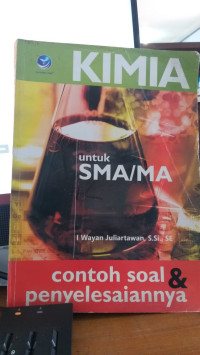 KIMIA
untuk
SMA/MA
I Wayan Juliartawan, S.Si., SE
contoh soal &
penyelesaiannya